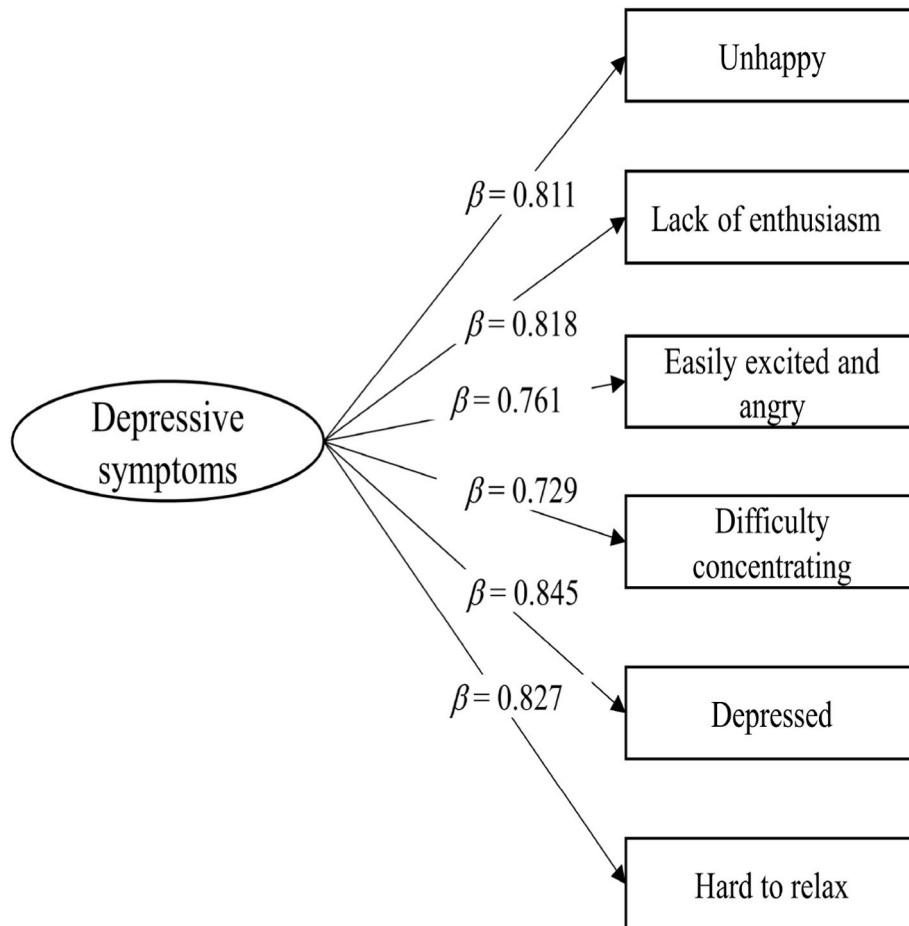 Unhappy
β = 0.811
Lack of enthusiasm
β = 0.818
Easily excited and
angry
β = 0.761
Depressive
symptoms
β = 0.729
Difficulty
concentrating
β = 0.845
Depressed
β = 0.827
Hard to relax